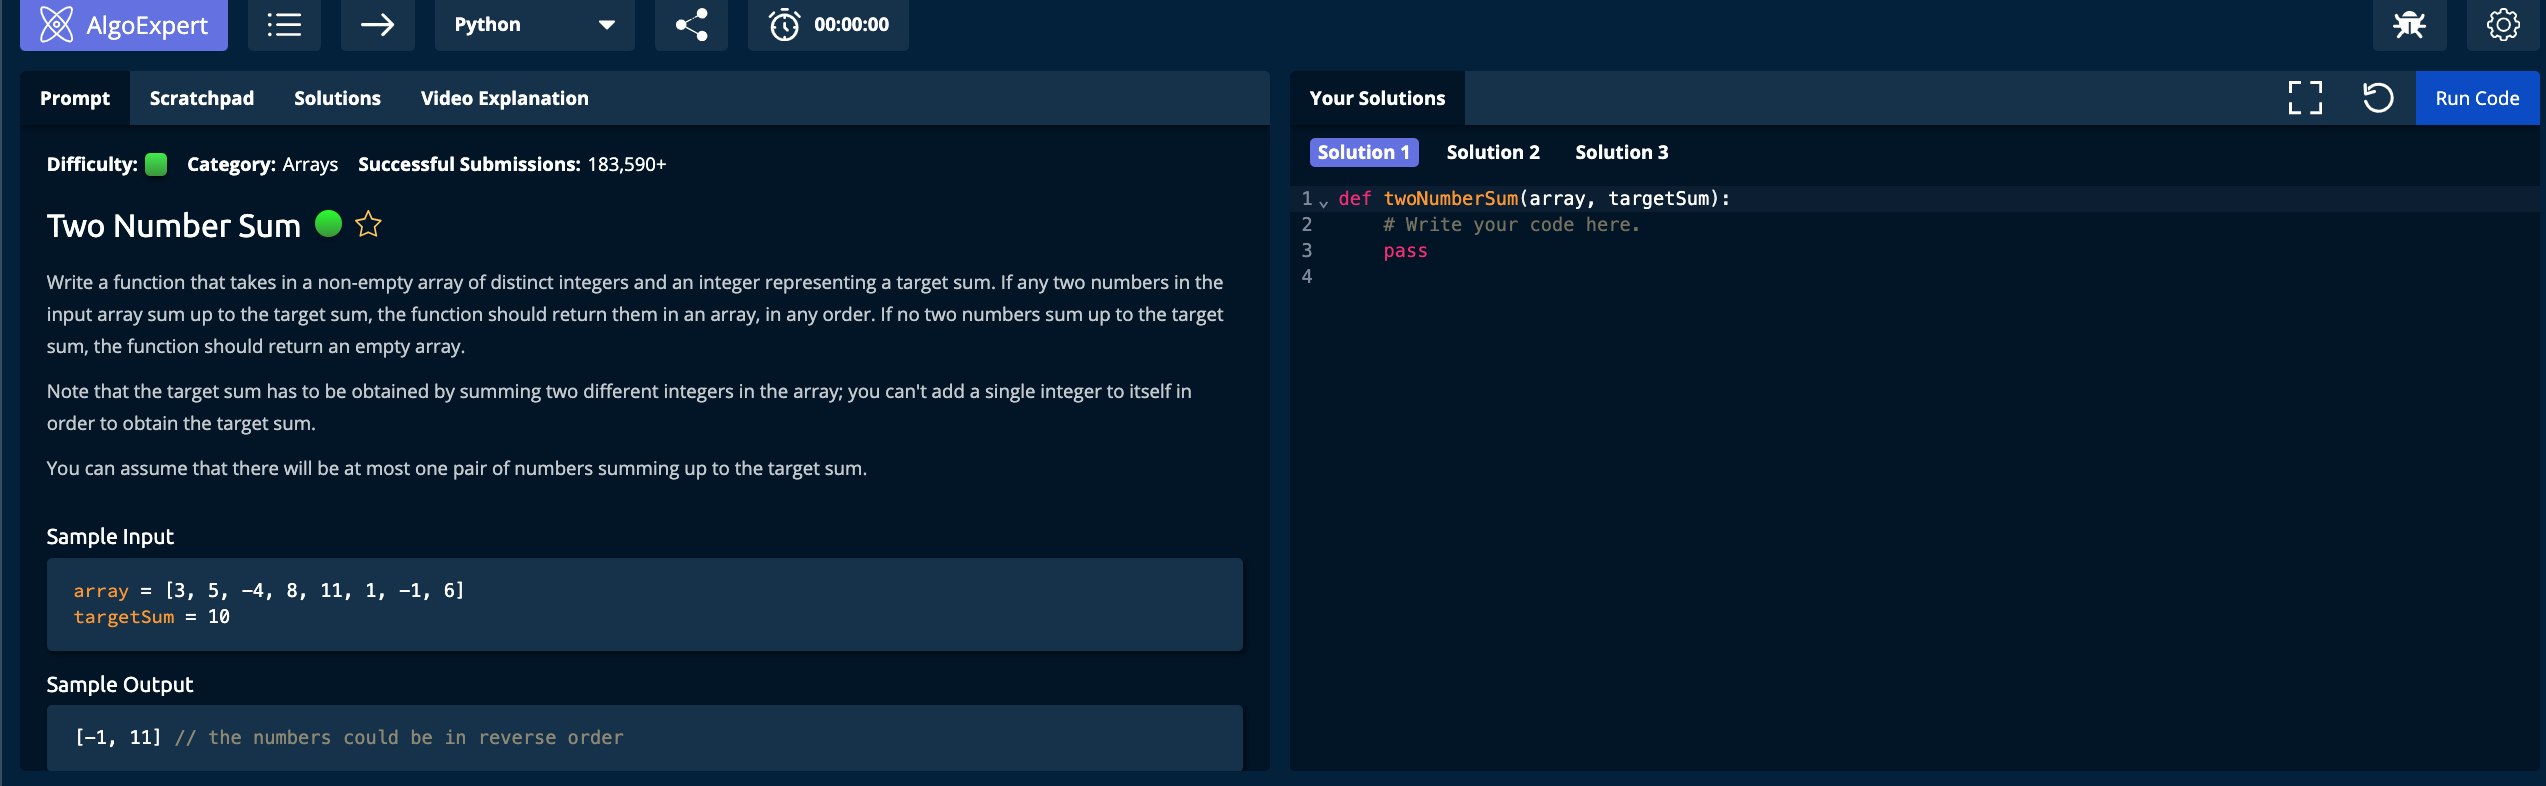 AlgoExpert
Python
00:00:00
Prompt
Scratchpad
Solutions
Video Explanation
Difficulty:
Category: Arrays
Successful Submissions: 183,590+
Two Number Sum
Write a function that takes in a non-empty array of distinct integers and an integer representing a target sum. If any two numbers in the
input array sum up to the target sum, the function should return them in an array, in any order. If no two numbers sum up to the target
sum, the function should return an empty array.
Note that the target sum has to be obtained by summing two different integers in the array; you can't add a single integer to itself in
order to obtain the target sum.
You can assume that there will be at most one pair of numbers summing up to the target sum.
Sample Input
array = [3, 5, -4, 8, 11, 1, -1, 6]
targetSum = 10
Sample Output
[-1, 11] // the numbers could be in reverse order
Your Solutions
Run Code
Solution 1
Solution 2
Solution 3
1 def twoNumberSum(array, targetSum):
2     # Write your code here.
3     pass
4